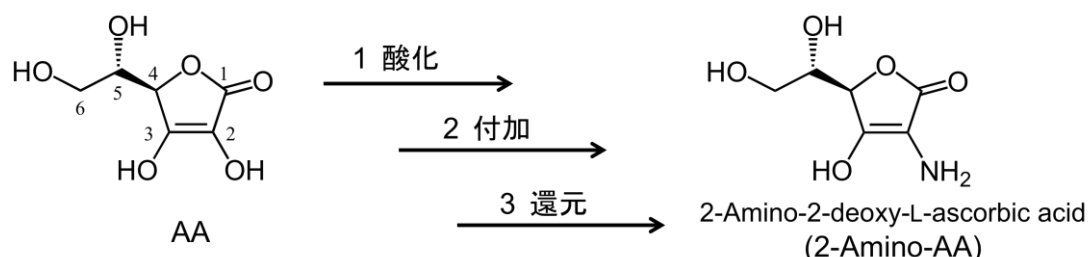 OH
HO
O
O
1
2
3
4
5
6
HO
OH
AA
1 酸化
2 付加
3 還元
OH
HO
O
O
HO
NH2
2-Amino-2-deoxy-L-ascorbic acid
(2-Amino-AA)